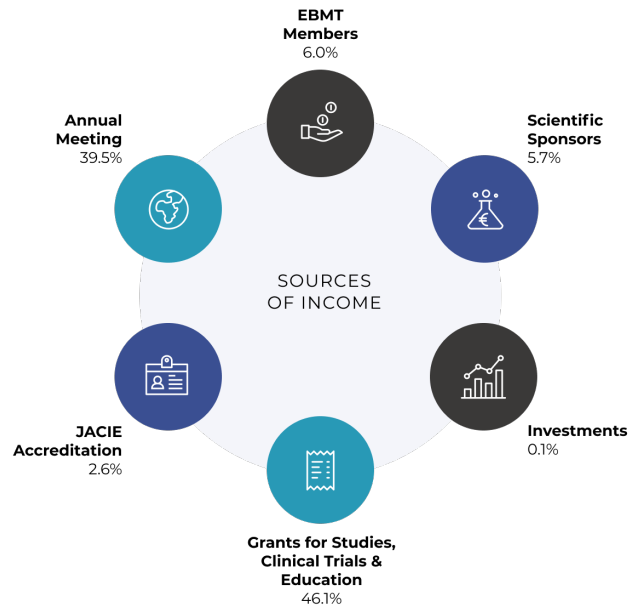 EBMT
Members
6.0%
Annual
Meeting
39.5%
Scientific
Sponsors
5.7%
€
SOURCES
OF INCOME
JACIE
Accreditation
2.6%
Investments
0.1%
Grants for Studies,
Clinical Trials &
Education
46.1%